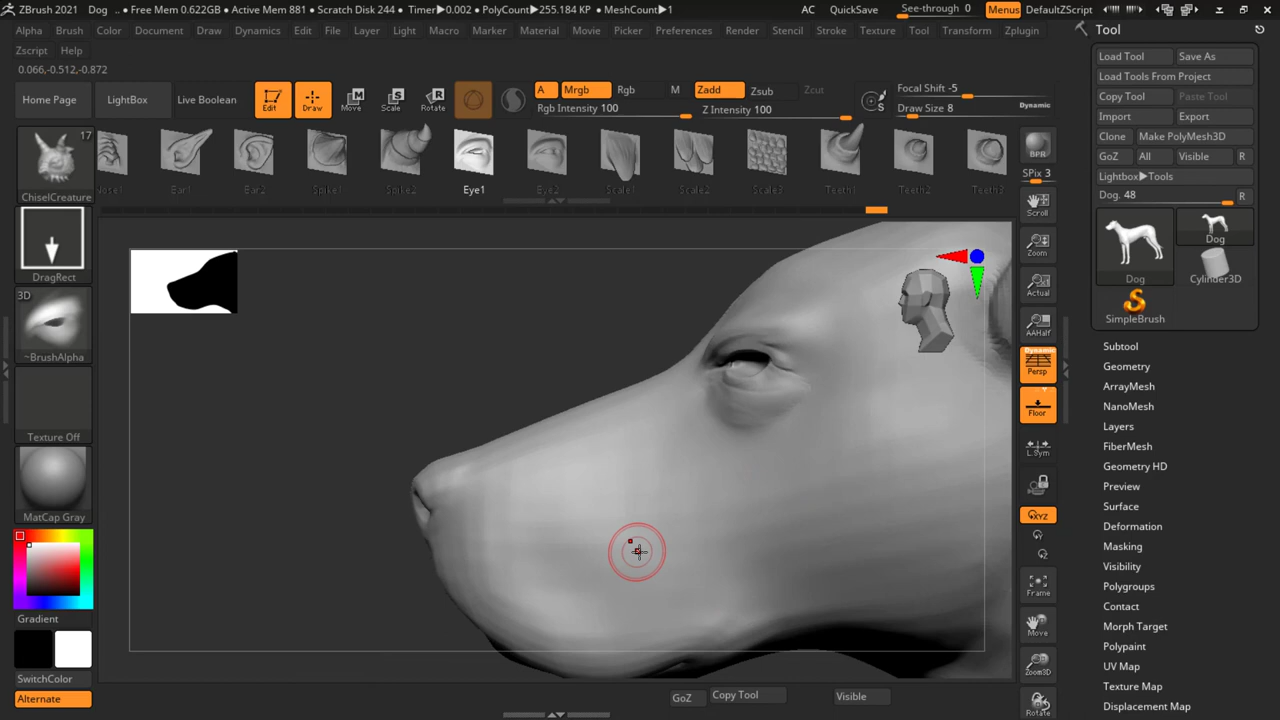 ZBrush 2021 Dog .. • Free Mem 0.622GB • Active Mem 881 • Scratch Disk 244 • Timer▶0.002 • PolyCount▶255.184 KP • MeshCount▶1 AC QuickSave See-through 0 Menus DefaultZScript
Alpha Brush Color Document Draw Dynamics Edit File Layer Light Macro Marker Material Movie Picker Preferences Render Stencil Stroke Texture Tool Transform Zplugin
Zscript Help
0.066,-0.512,-0.872
Home Page LightBox Live Boolean Edit Draw Move Scale Rotate
A Mrgb Rgb M Zadd Zsub Zcut
Rgb Intensity 100 Z Intensity 100
Focal Shift -5
Draw Size 8 Dynamic
17
ChiselCreature
Nose1 Ear1 Ear2 Spike1 Spike2 Eye1 Eye2 Scale1 Scale2 Scale3 Teeth1 Teeth2 Teeth3
DragRect
3D
~BrushAlpha
Texture Off
MatCap Gray
Gradient
SwitchColor
Alternate
BPR
SPix 3
Scroll
Zoom
Actual
AAHalf
Dynamic
Persp
Floor
L.Sym
XYZ
Frame
Move
Zoom3D
Rotate
GoZ Copy Tool Visible
Tool
Load Tool Save As
Load Tools From Project
Copy Tool Paste Tool
Import Export
Clone Make PolyMesh3D
GoZ All Visible R
Lightbox▶Tools
Dog. 48 R
Dog
Dog Cylinder3D
SimpleBrush
Subtool
Geometry
ArrayMesh
NanoMesh
Layers
FiberMesh
Geometry HD
Preview
Surface
Deformation
Masking
Visibility
Polygroups
Contact
Morph Target
Polypaint
UV Map
Texture Map
Displacement Map